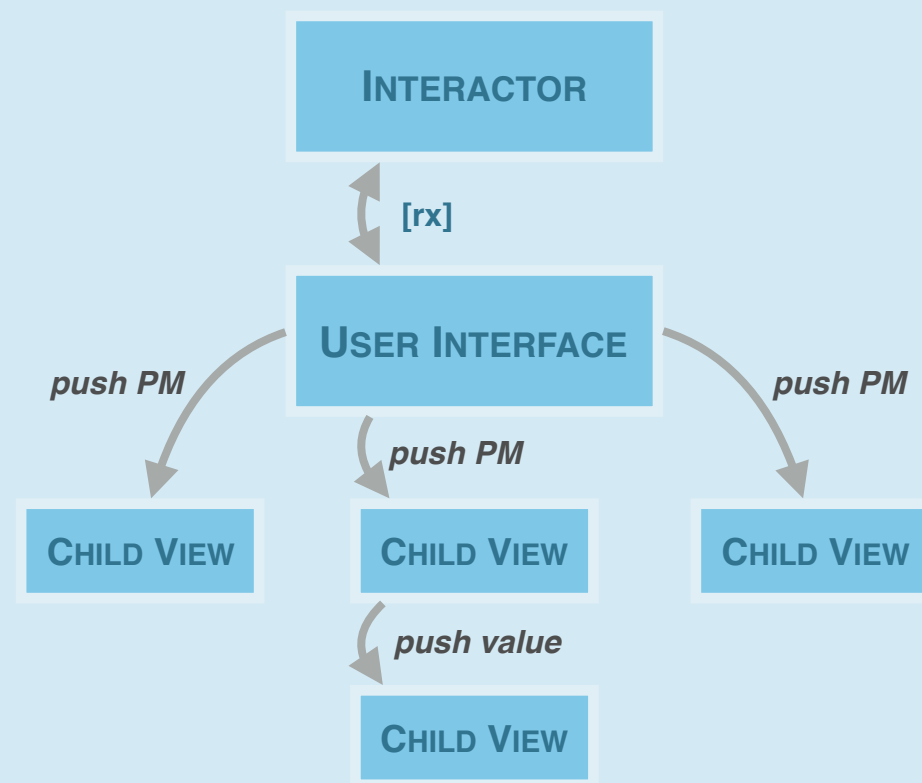 INTERACTOR
[rx]
USER INTERFACE
push PM
push PM
push PM
CHILD VIEW
CHILD VIEW
CHILD VIEW
push value
CHILD VIEW